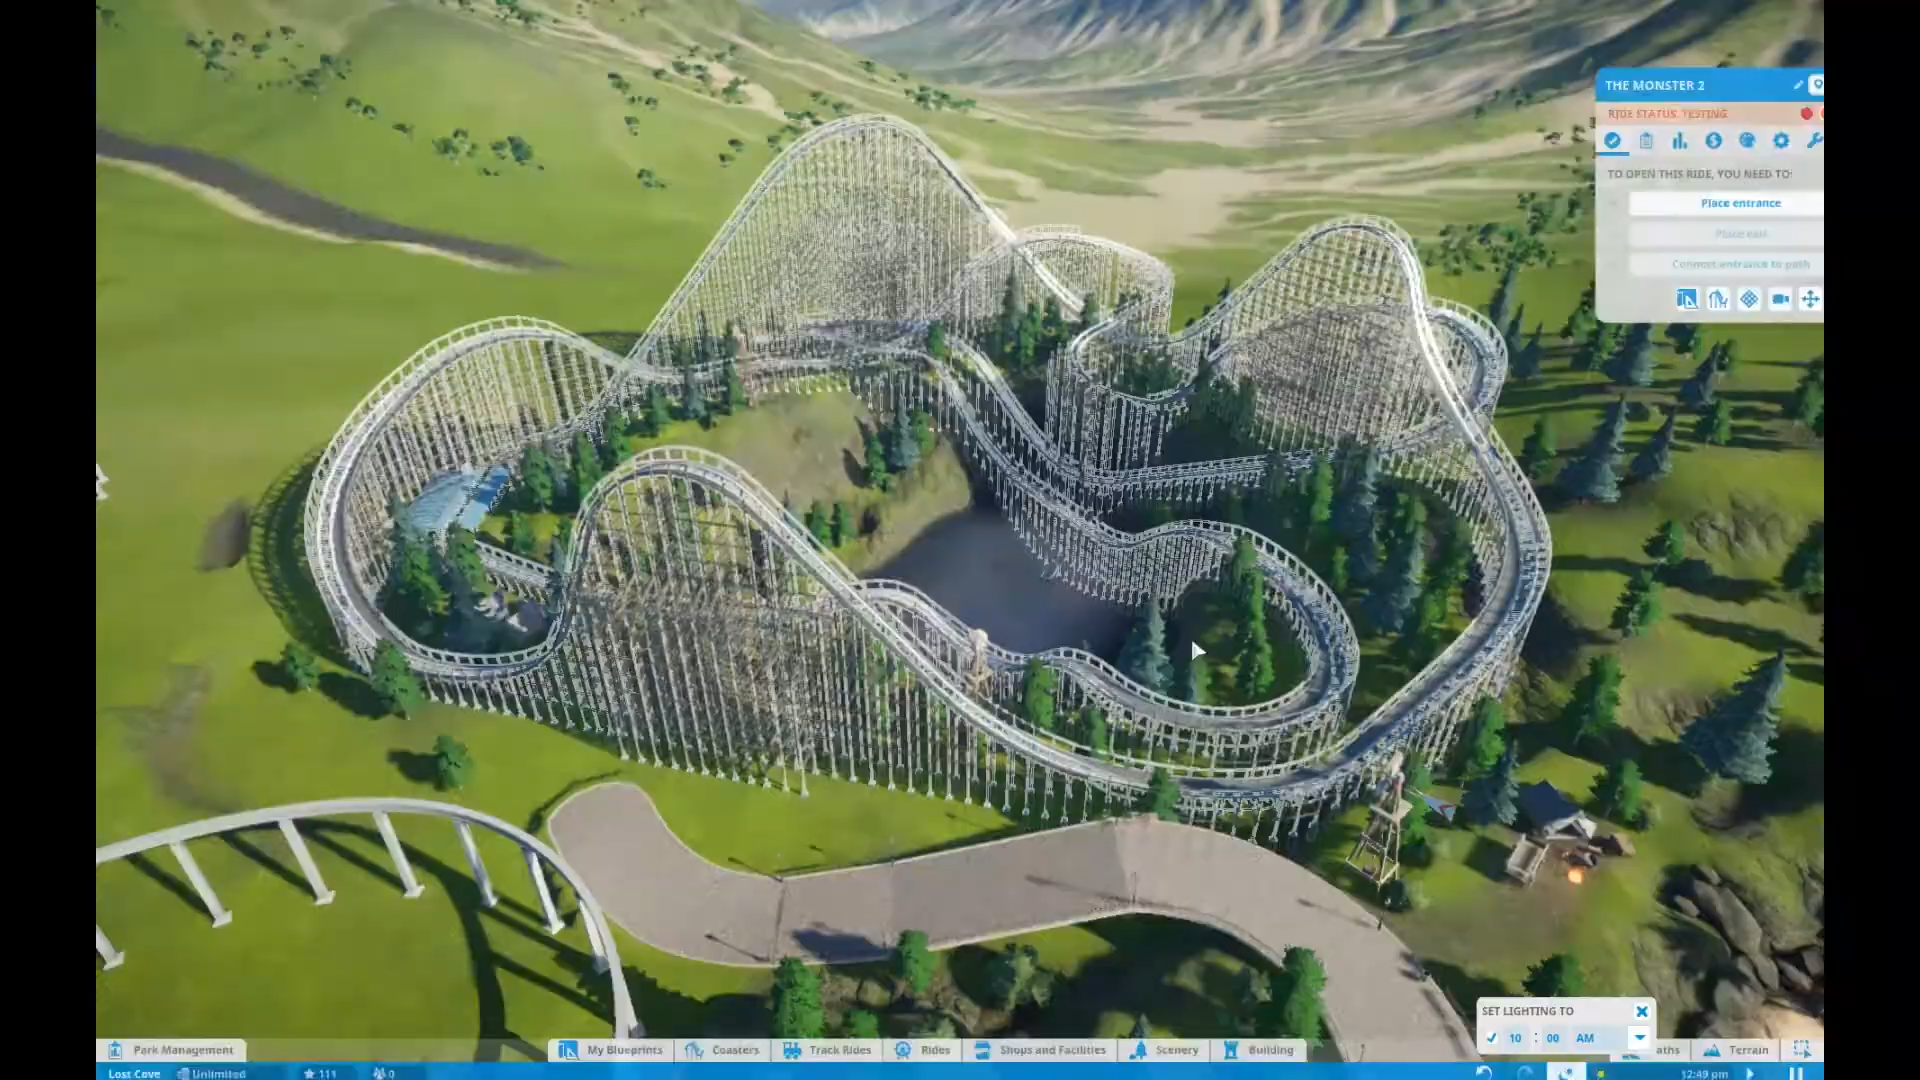 THE MONSTER 2
RIDE STATUS: TESTING
TO OPEN THIS RIDE, YOU NEED TO:
Place entrance
Place exit
Connect entrance to path
SET LIGHTING TO
10 : 00 AM
Park Management
My Blueprints
Coasters
Track Rides
Rides
Shops and Facilities
Scenery
Building
Terrain
Lost Cove
Unlimited
111
0
12:49 pm